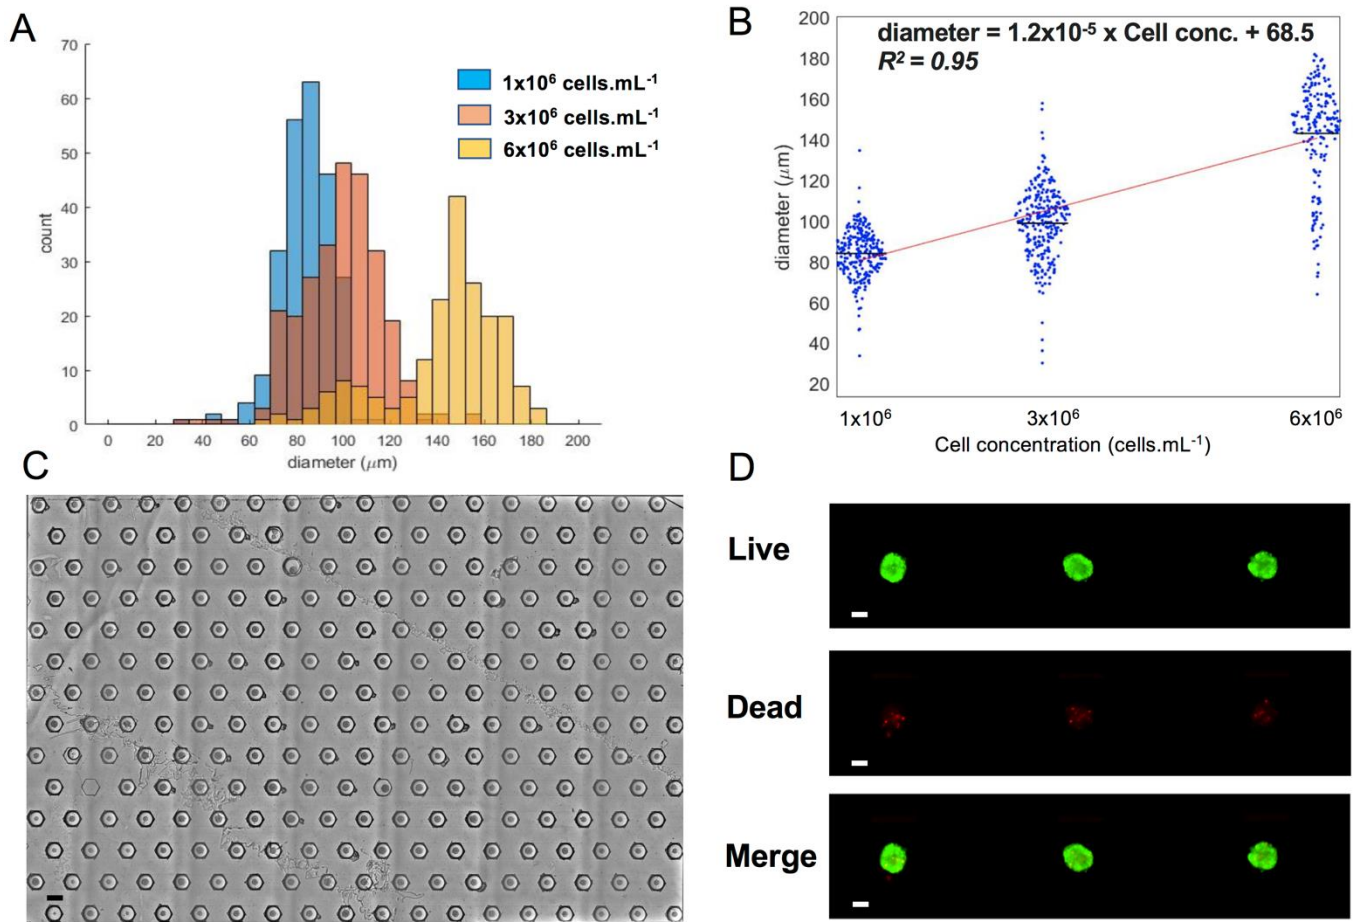 A
70
60
50
40
30
20
10
0
count
0 20 40 60 80 100 120 140 160 180 200
diameter (μm)
1x10⁶ cells.mL⁻¹
3x10⁶ cells.mL⁻¹
6x10⁶ cells.mL⁻¹
B
diameter = 1.2x10⁻⁵ x Cell conc. + 68.5
R² = 0.95
200
180
160
140
120
100
80
60
40
20
diameter (μm)
1x10⁶ 3x10⁶ 6x10⁶
Cell concentration (cells.mL⁻¹)
C
D
Live
Dead
Merge